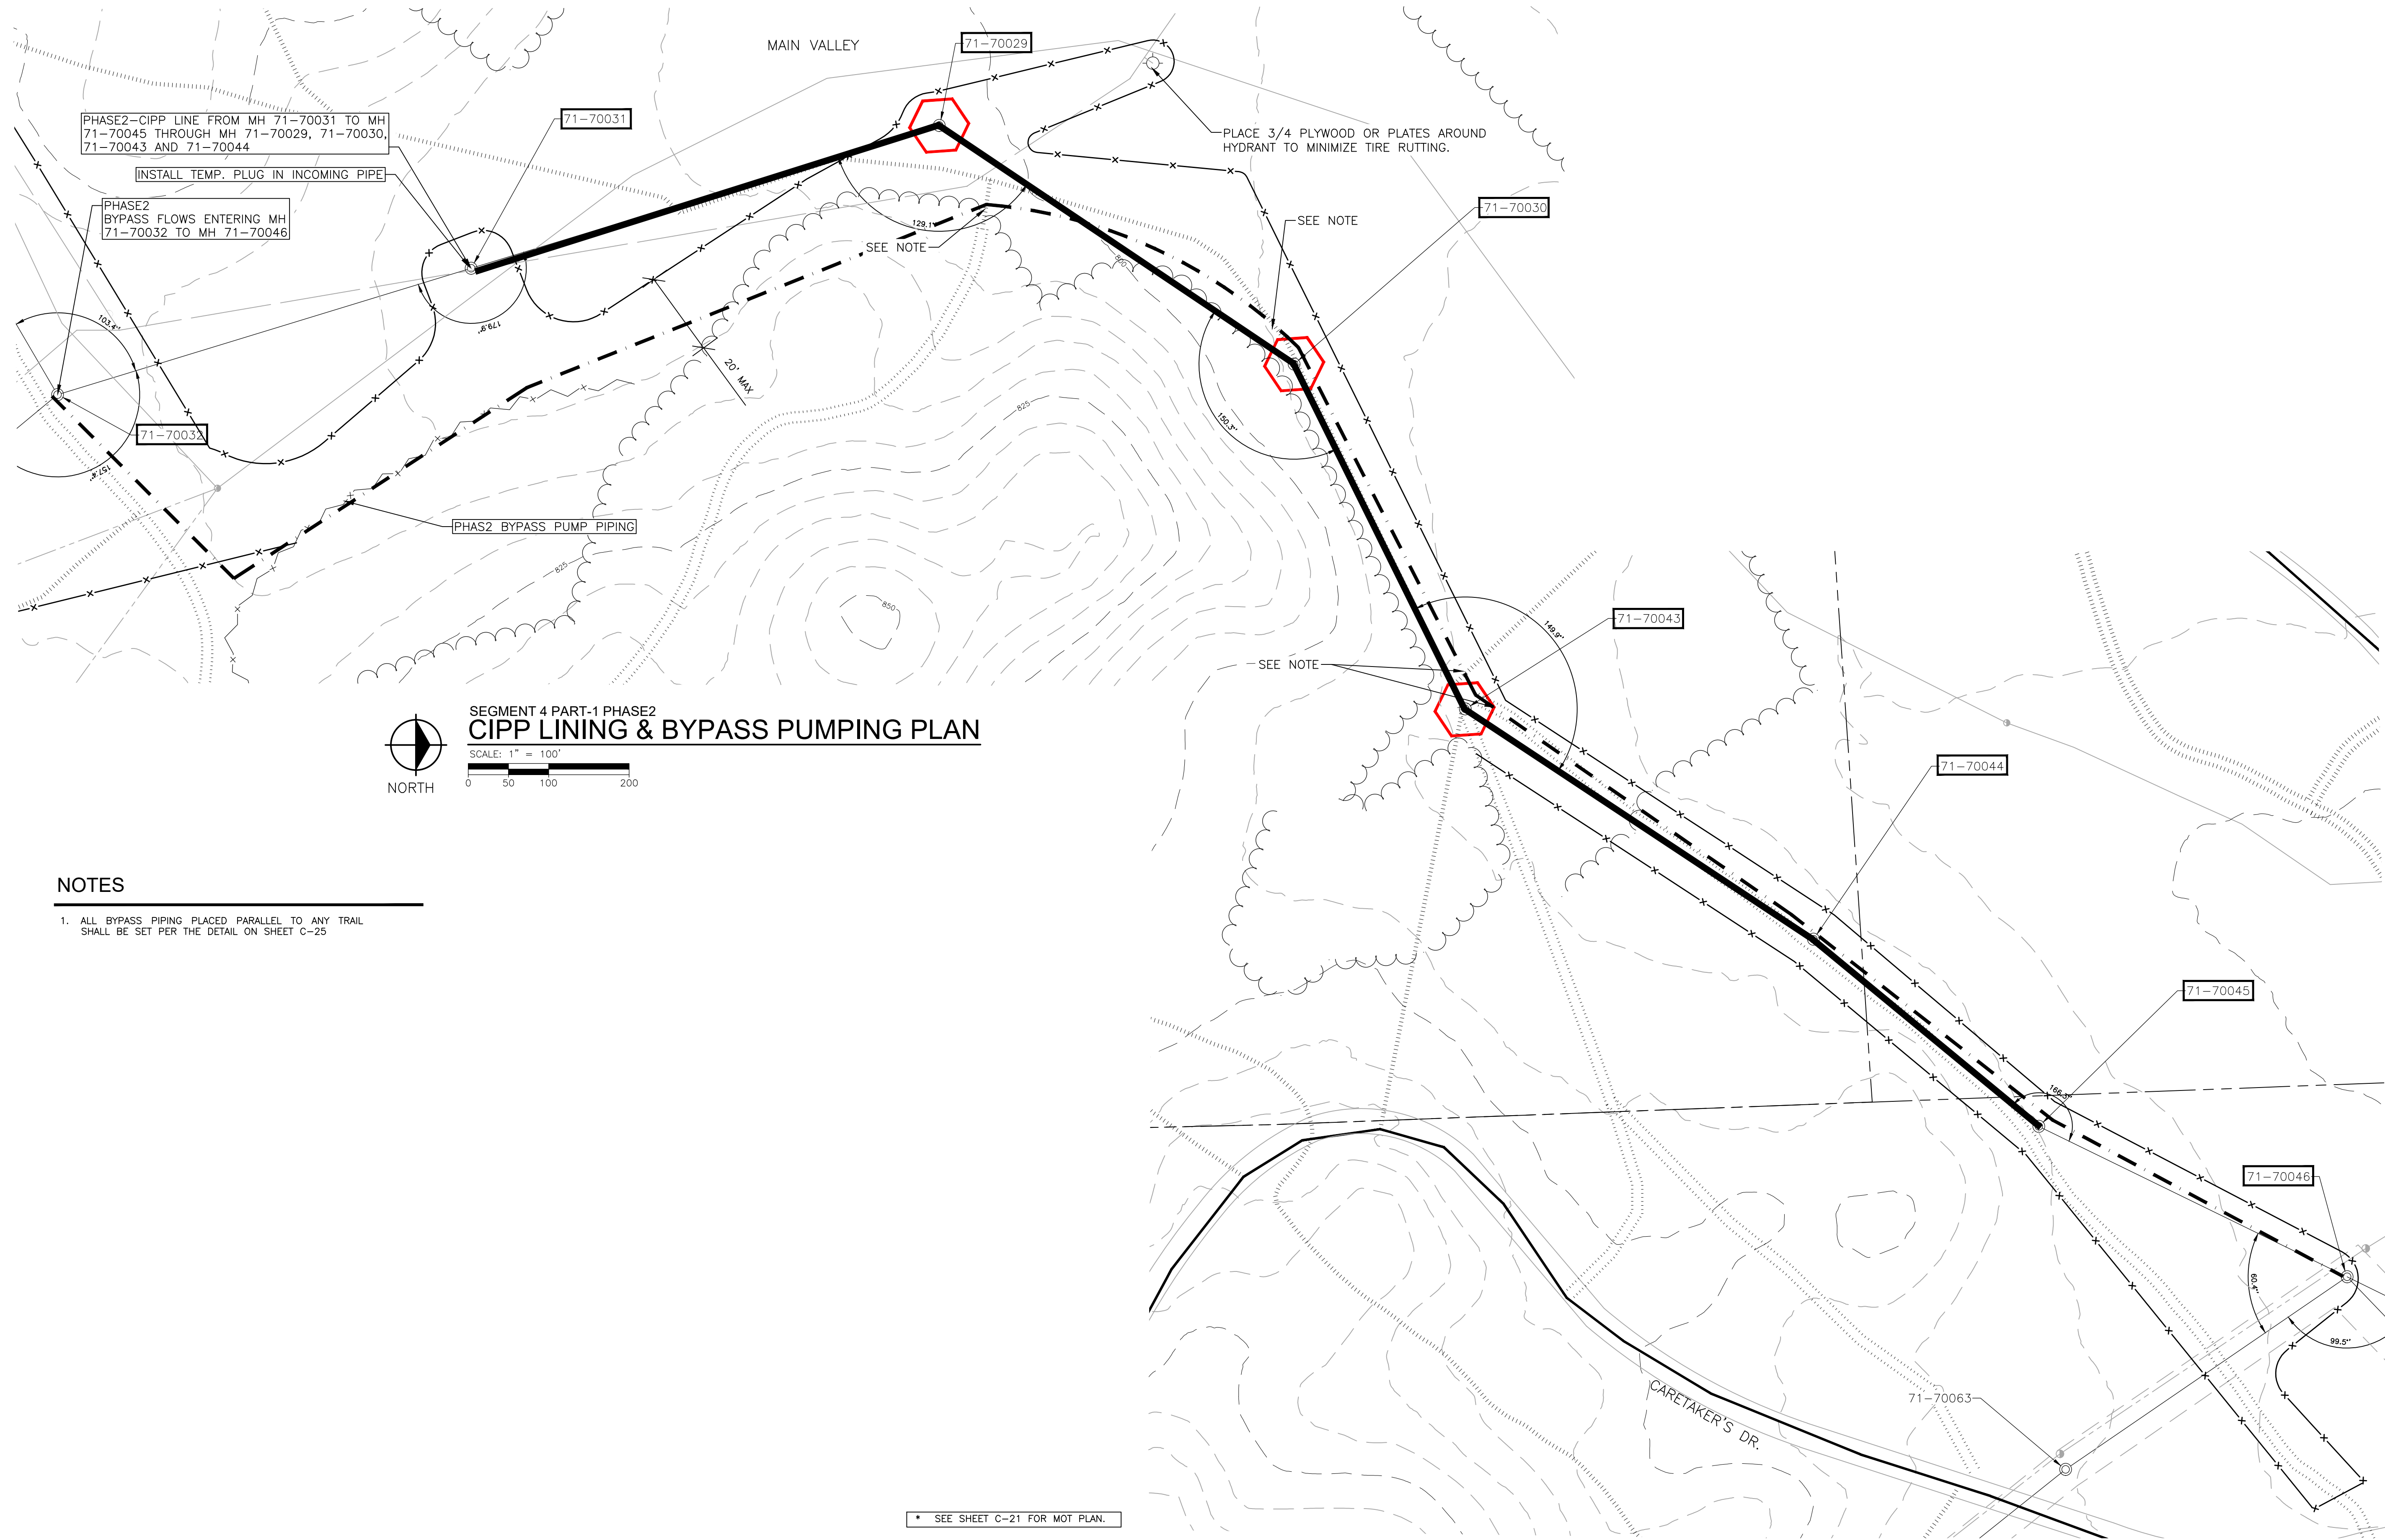 MAIN VALLEY
71-70029
PHASE2-CIPP LINE FROM MH 71-70031 TO MH
71-70045 THROUGH MH 71-70029, 71-70030,
71-70043 AND 71-70044
71-70031
INSTALL TEMP. PLUG IN INCOMING PIPE
PHASE2
BYPASS FLOWS ENTERING MH
71-70032 TO MH 71-70046
PLACE 3/4 PLYWOOD OR PLATES AROUND
HYDRANT TO MINIMIZE TIRE RUTTING.
71-70030
SEE NOTE
129.1°
SEE NOTE
800
103.4°
179.9°
20' MAX
825
150.3°
71-70032
157.4°
PHAS2 BYPASS PUMP PIPING
825
850
71-70043
149.9°
SEE NOTE
SEGMENT 4 PART-1 PHASE2
CIPP LINING & BYPASS PUMPING PLAN
SCALE: 1" = 100'
0 50 100 200
NORTH
71-70044
NOTES
1. ALL BYPASS PIPING PLACED PARALLEL TO ANY TRAIL
SHALL BE SET PER THE DETAIL ON SHEET C-25
71-70045
166.3°
71-70046
60.4°
99.5°
71-70063
CARETAKER'S DR.
* SEE SHEET C-21 FOR MOT PLAN.